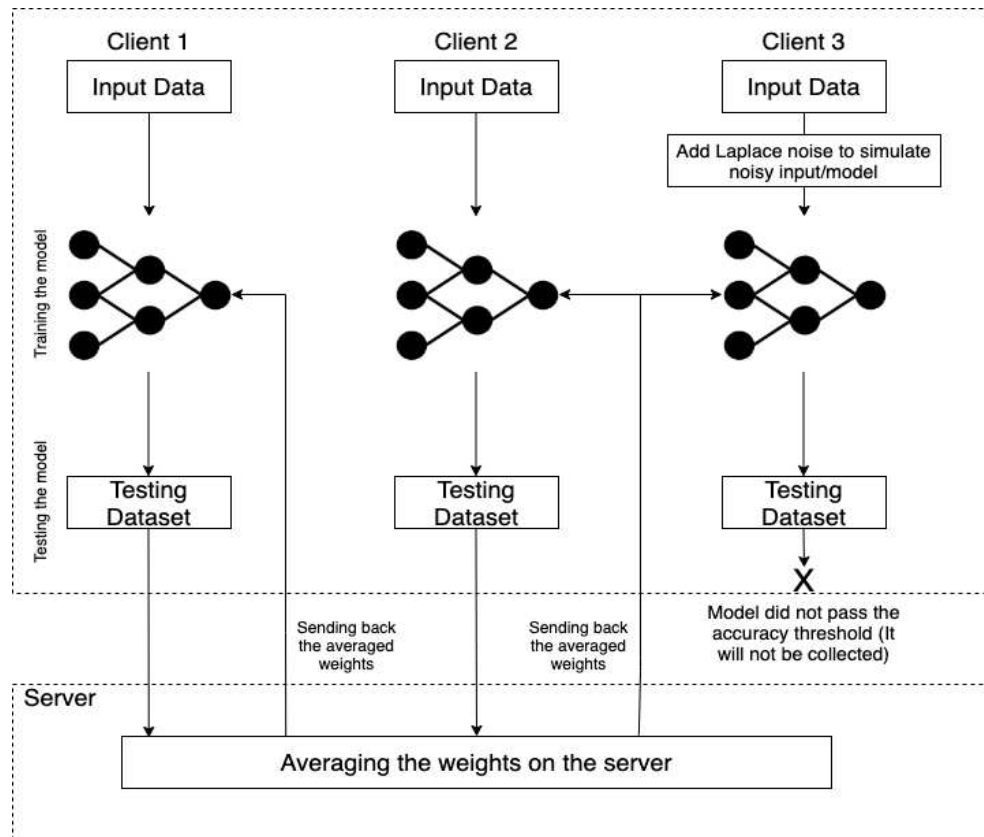 Client 1
Client 2
Client 3
Input Data
Input Data
Input Data
Add Laplace noise to simulate
noisy input/model
Training the model
Testing the model
Testing
Dataset
Testing
Dataset
Testing
Dataset
X
Model did not pass the
accuracy threshold (It
will not be collected)
Sending back
the averaged
weights
Sending back
the averaged
weights
Server
Averaging the weights on the server